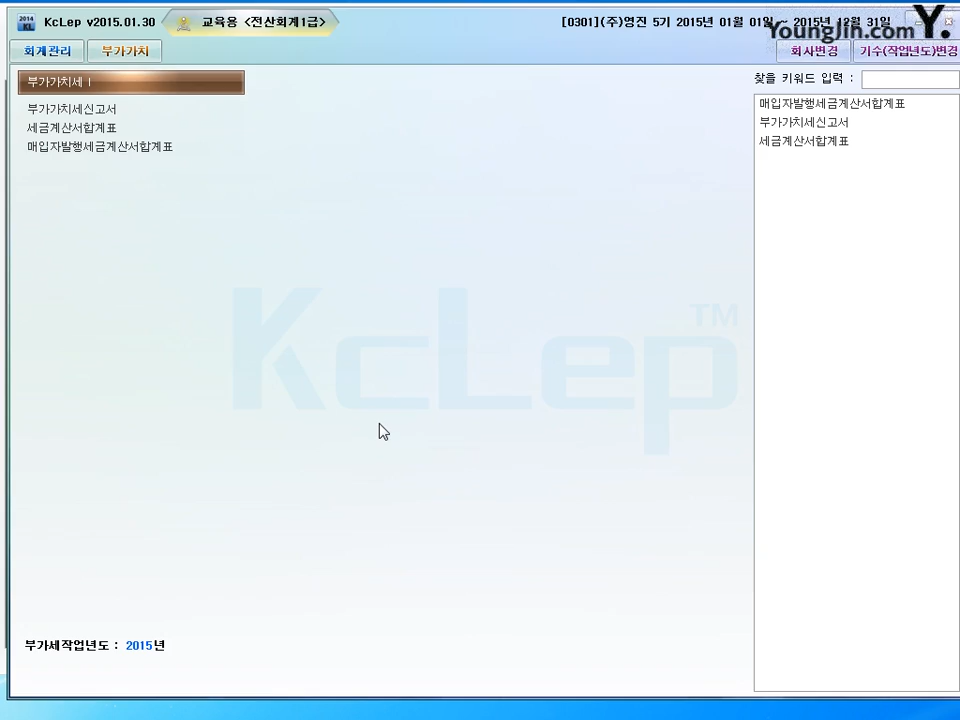 2014 KL KcLep v2015.01.30 교육용 <전산회계1급> [0301](주)영진 5기 2015년 01월 01일 ~ 2015년 12월 31일
YoungJin.com Y.
회계관리 부가가치 회사변경 기수(작업년도)변경
부가가치세 I 찾을 키워드 입력 :
부가가치세신고서 매입자발행세금계산서합계표
세금계산서합계표 부가가치세신고서
매입자발행세금계산서합계표 세금계산서합계표
KcLep TM
부가세작업년도 : 2015년